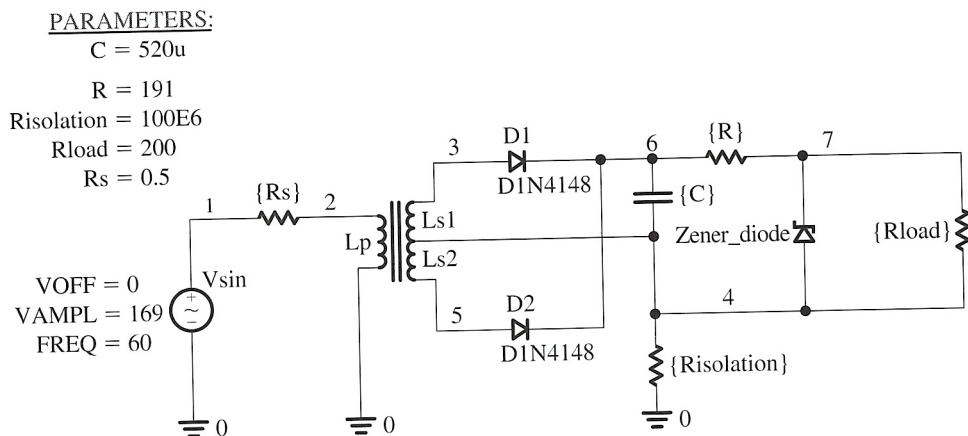 PARAMETERS:
C = 520u
R = 191
Risolation = 100E6
Rload = 200
Rs = 0.5
1
{Rs}
2
3
D1
D1N4148
6
{R}
7
{C}
Lp
Ls1
Ls2
Zener_diode
{Rload}
VOFF = 0
VAMPL = 169
FREQ = 60
Vsin
+
~
−
5
D2
D1N4148
4
{Risolation}
0
0
0